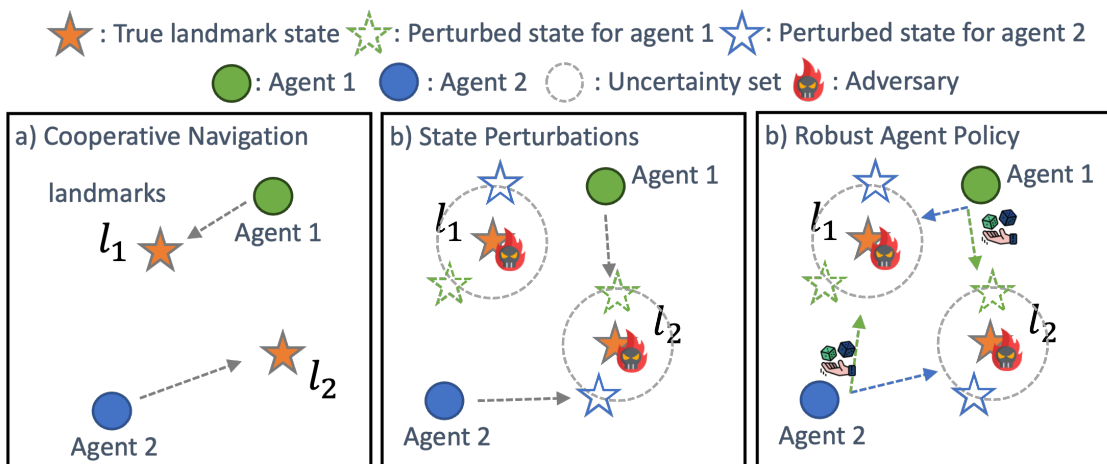 : True landmark state : Perturbed state for agent 1 : Perturbed state for agent 2
: Agent 1 : Agent 2 : Uncertainty set : Adversary
a) Cooperative Navigation
landmarks
l₁
Agent 1
l₂
Agent 2
b) State Perturbations
Agent 1
l₁
l₂
Agent 2
b) Robust Agent Policy
Agent 1
l₁
l₂
Agent 2